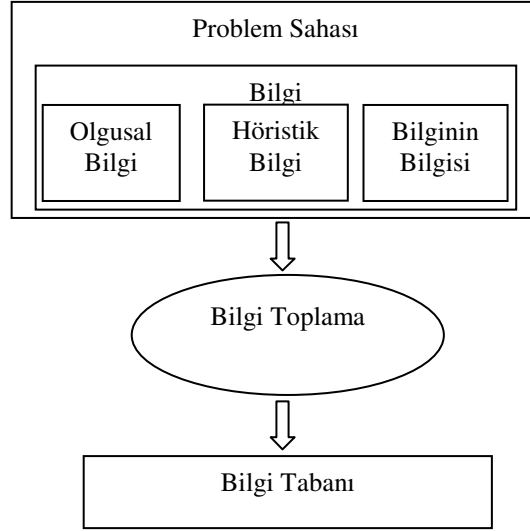 Problem Sahası
Bilgi
Olgusal
Bilgi
Höristik
Bilgi
Bilginin
Bilgisi
Bilgi Toplama
Bilgi Tabanı